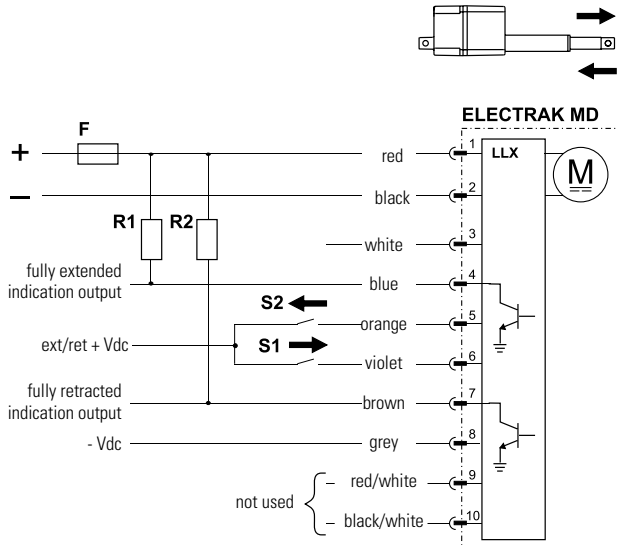 ELECTRAK MD
F
+
–
red
1
LLX
M
black
2
R1
R2
white
3
fully extended
indication output
blue
4
S2
orange
5
ext/ret + Vdc
S1
violet
6
fully retracted
indication output
brown
7
- Vdc
grey
8
red/white
9
not used
black/white
10